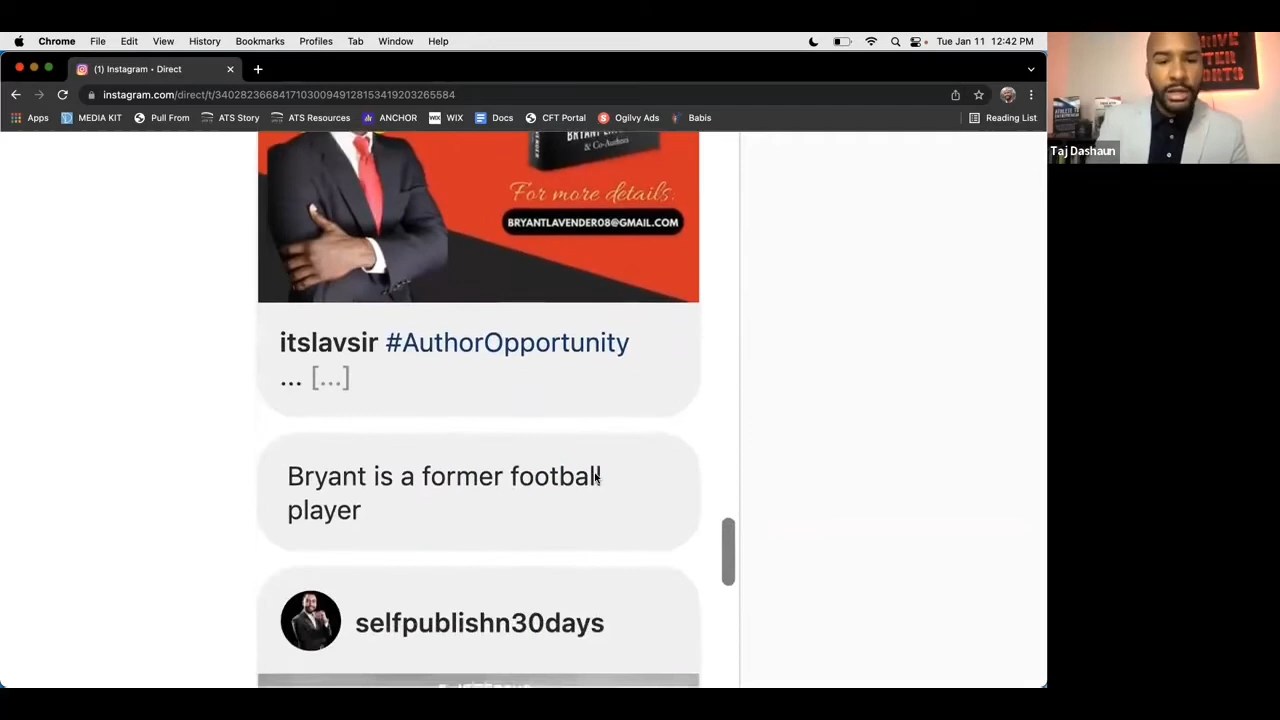 Chrome File Edit View History Bookmarks Profiles Tab Window Help Tue Jan 11 12:42 PM
(1) Instagram • Direct
instagram.com/direct/t/340282366841710300949128153419203265584
Apps MEDIA KIT Pull From ATS Story ATS Resources ANCHOR WIX WIX Docs CFT Portal Ogilvy Ads Babis Reading List
& Co-Authors
For more details:
BRYANTLAVENDER08@GMAIL.COM
itslavsir #AuthorOpportunity
... [...]
Bryant is a former football
player
selfpublishn30days
Taj Dashaun